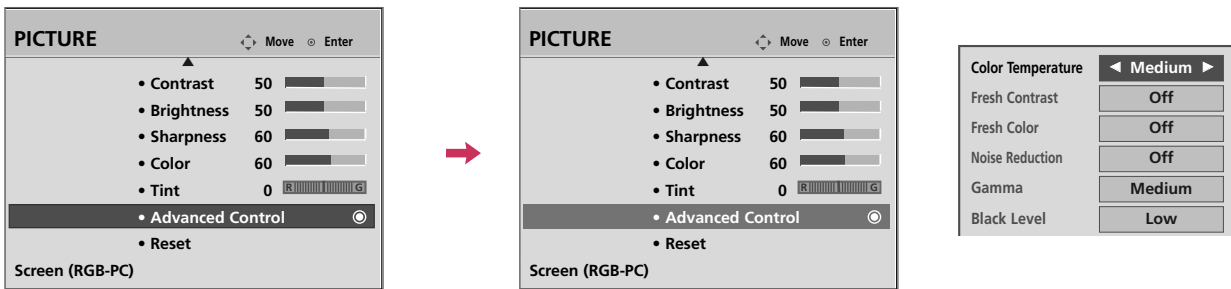 PICTURE Move Enter
• Contrast 50
• Brightness 50
• Sharpness 60
• Color 60
• Tint 0 R G
• Advanced Control
• Reset
Screen (RGB-PC)
PICTURE Move Enter
• Contrast 50
• Brightness 50
• Sharpness 60
• Color 60
• Tint 0 R G
• Advanced Control
• Reset
Screen (RGB-PC)
Color Temperature ◄ Medium ►
Fresh Contrast Off
Fresh Color Off
Noise Reduction Off
Gamma Medium
Black Level Low